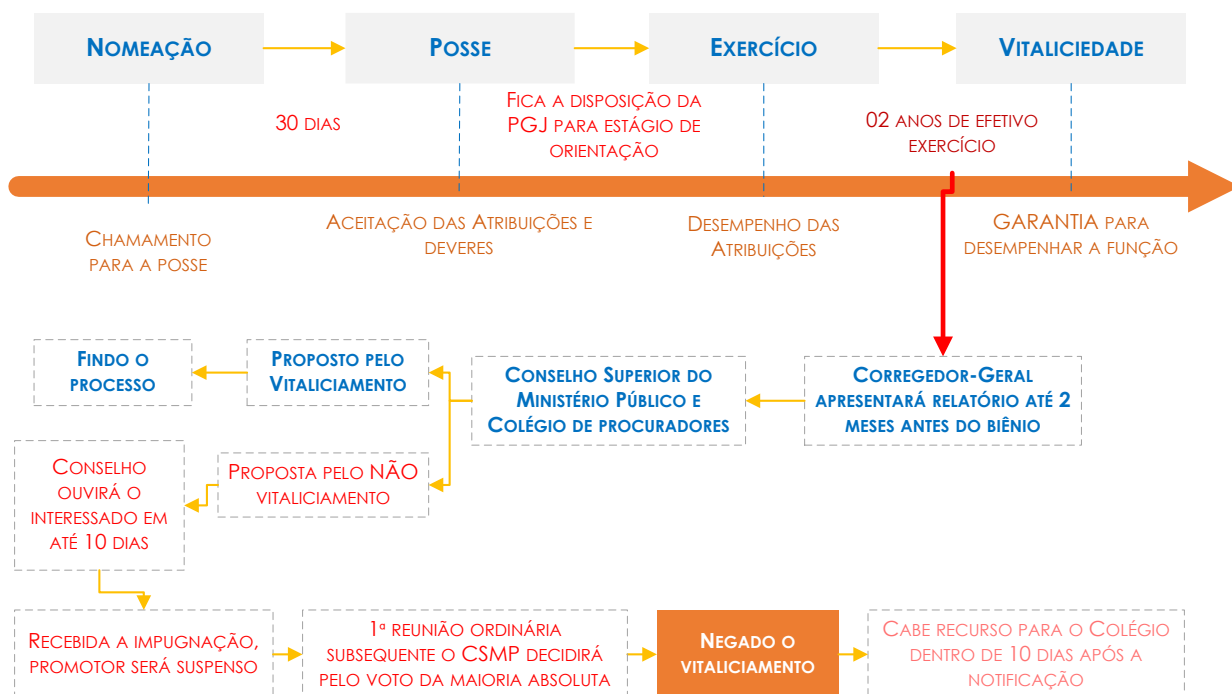 NOMEAÇÃO
POSSE
EXERCÍCIO
VITALICIEDADE
30 DIAS
FICA A DISPOSIÇÃO DA
PGJ PARA ESTÁGIO DE
ORIENTAÇÃO
02 ANOS DE EFETIVO
EXERCÍCIO
CHAMAMENTO
PARA A POSSE
ACEITAÇÃO DAS ATRIBUIÇÕES E
DEVERES
DESEMPENHO DAS
ATRIBUIÇÕES
GARANTIA PARA
DESEMPENHAR A FUNÇÃO
FINDO O
PROCESSO
PROPOSTO PELO
VITALICIAMENTO
CONSELHO SUPERIOR DO
MINISTÉRIO PÚBLICO E
COLÉGIO DE PROCURADORES
CORREGEDOR-GERAL
APRESENTARÁ RELATÓRIO ATÉ 2
MESES ANTES DO BIÊNIO
CONSELHO
OUVIRÁ O
INTERESSADO EM
ATÉ 10 DIAS
PROPOSTA PELO NÃO
VITALICIAMENTO
RECEBIDA A IMPUGNAÇÃO,
PROMOTOR SERÁ SUSPENSO
1ª REUNIÃO ORDINÁRIA
SUBSEQUENTE O CSMP DECIDIRÁ
PELO VOTO DA MAIORIA ABSOLUTA
NEGADO O
VITALICIAMENTO
CABE RECURSO PARA O COLÉGIO
DENTRO DE 10 DIAS APÓS A
NOTIFICAÇÃO